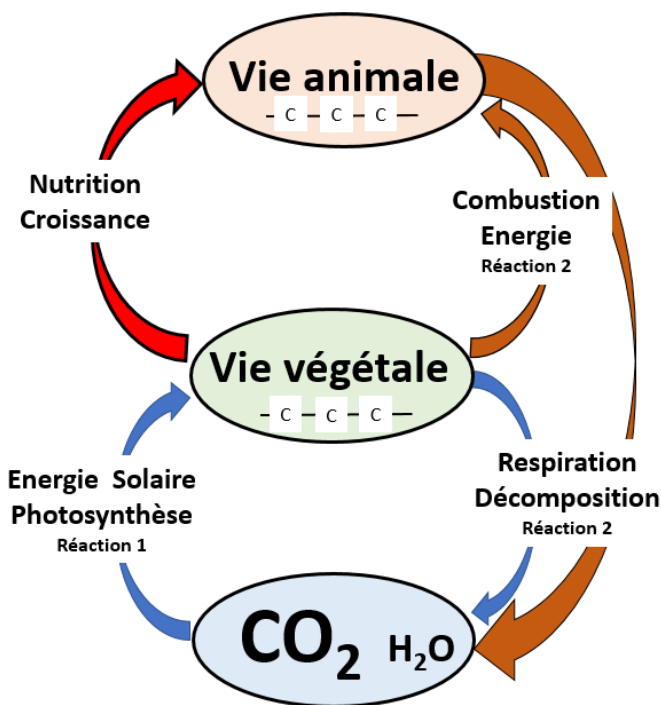 Vie animale
C C C
Nutrition
Croissance
Combustion
Energie
Réaction 2
Vie végétale
C C C
Energie Solaire
Photosynthèse
Réaction 1
Respiration
Décomposition
Réaction 2
CO₂ H₂O